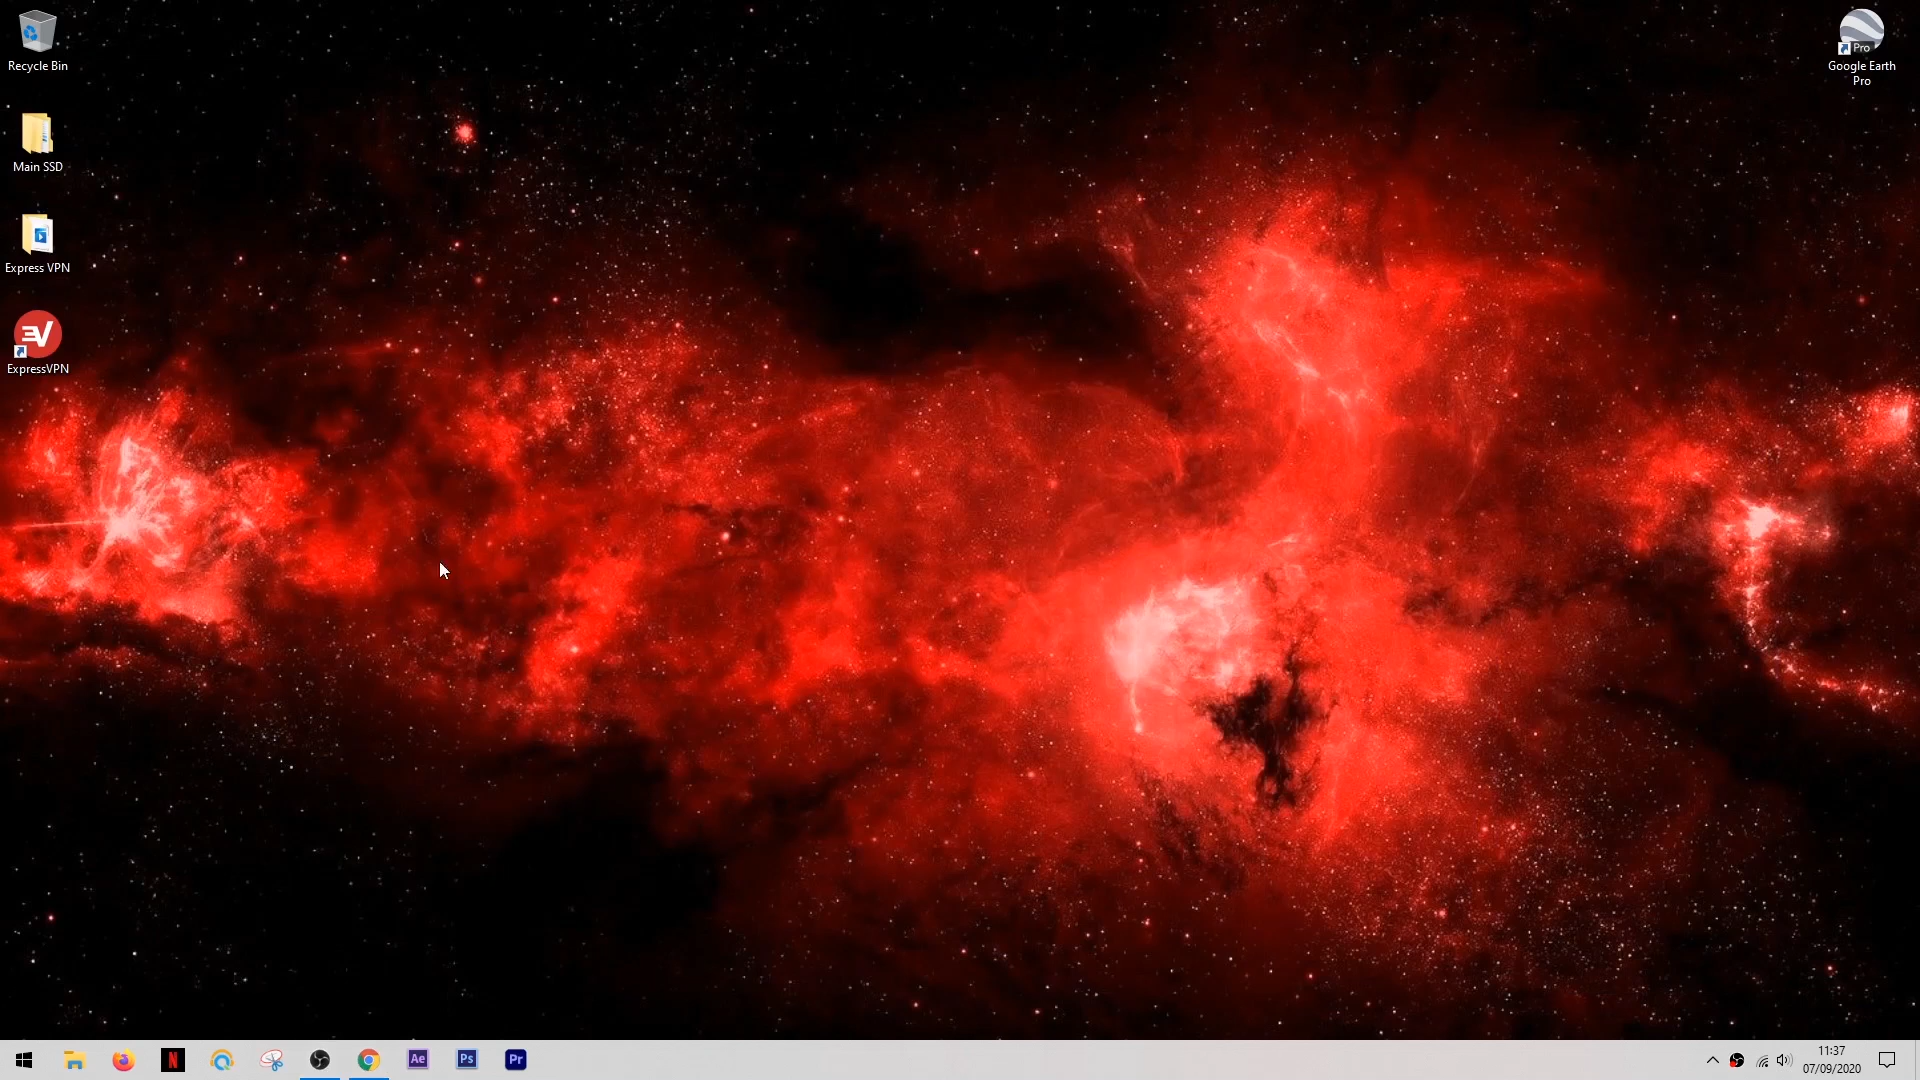 Recycle Bin
Main SSD
Express VPN
ExpressVPN
Pro
Google Earth
Pro
N
Ae
Ps
Pr
11:37
07/09/2020